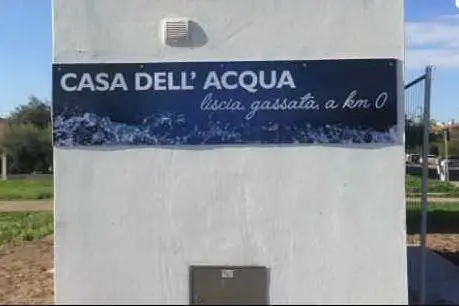 CASA DELL' ACQUA
liscia, gassata, a km 0